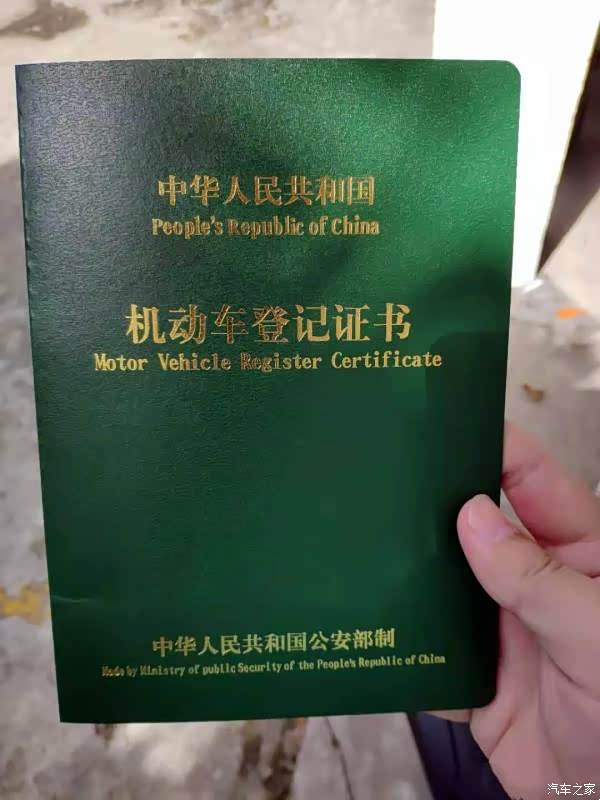 中华人民共和国
People's Republic of China
机动车登记证书
Motor Vehicle Register Certificate
中华人民共和国公安部制
Made by Ministry of public Security of the People's Republic of China
汽车之家